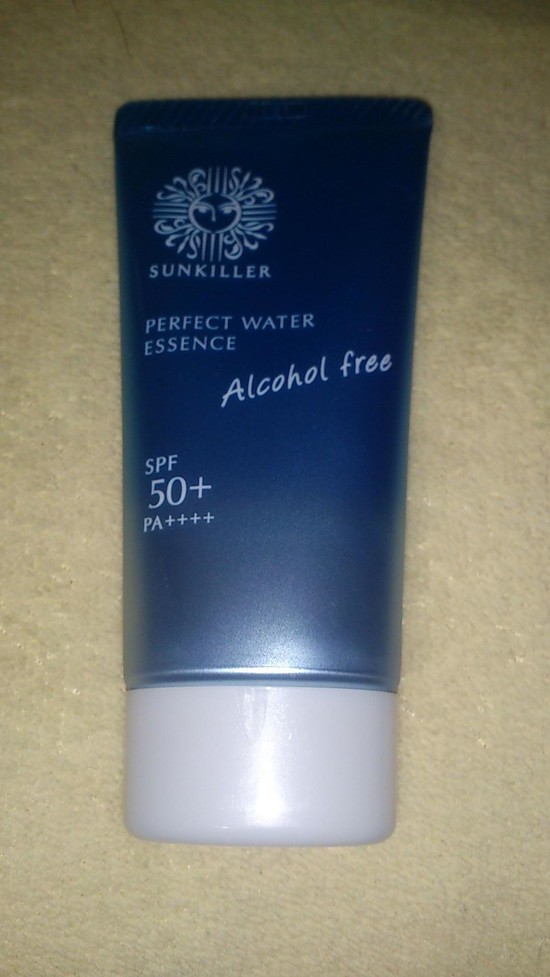 SUNKILLER
PERFECT WATER
ESSENCE
Alcohol free
SPF
50+
PA++++